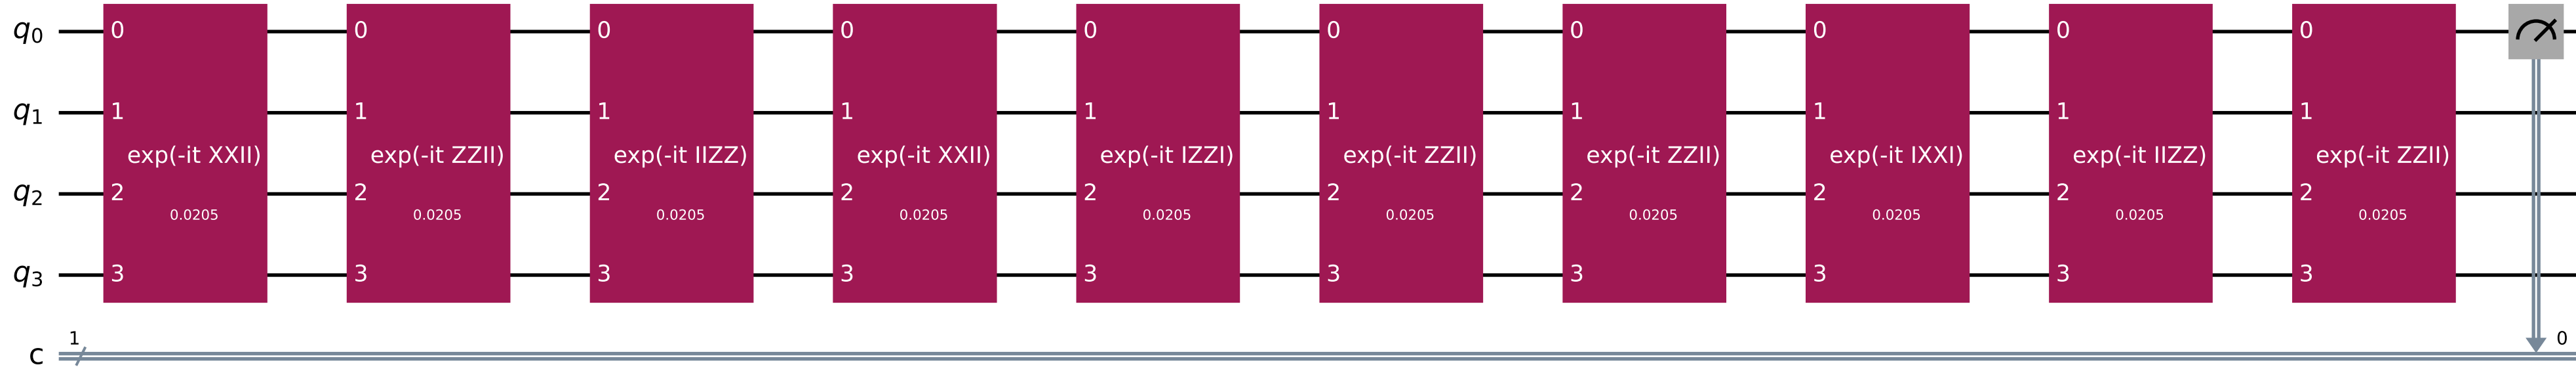 q0 0 0 0 0 0 0 0 0 0 0
q1 1 1 1 1 1 1 1 1 1 1
exp(-it XXII) exp(-it ZZII) exp(-it IIZZ) exp(-it XXII) exp(-it IZZI) exp(-it ZZII) exp(-it ZZII) exp(-it IXXI) exp(-it IIZZ) exp(-it ZZII)
q2 2 2 2 2 2 2 2 2 2 2
0.0205 0.0205 0.0205 0.0205 0.0205 0.0205 0.0205 0.0205 0.0205 0.0205
q3 3 3 3 3 3 3 3 3 3 3
1 0
c